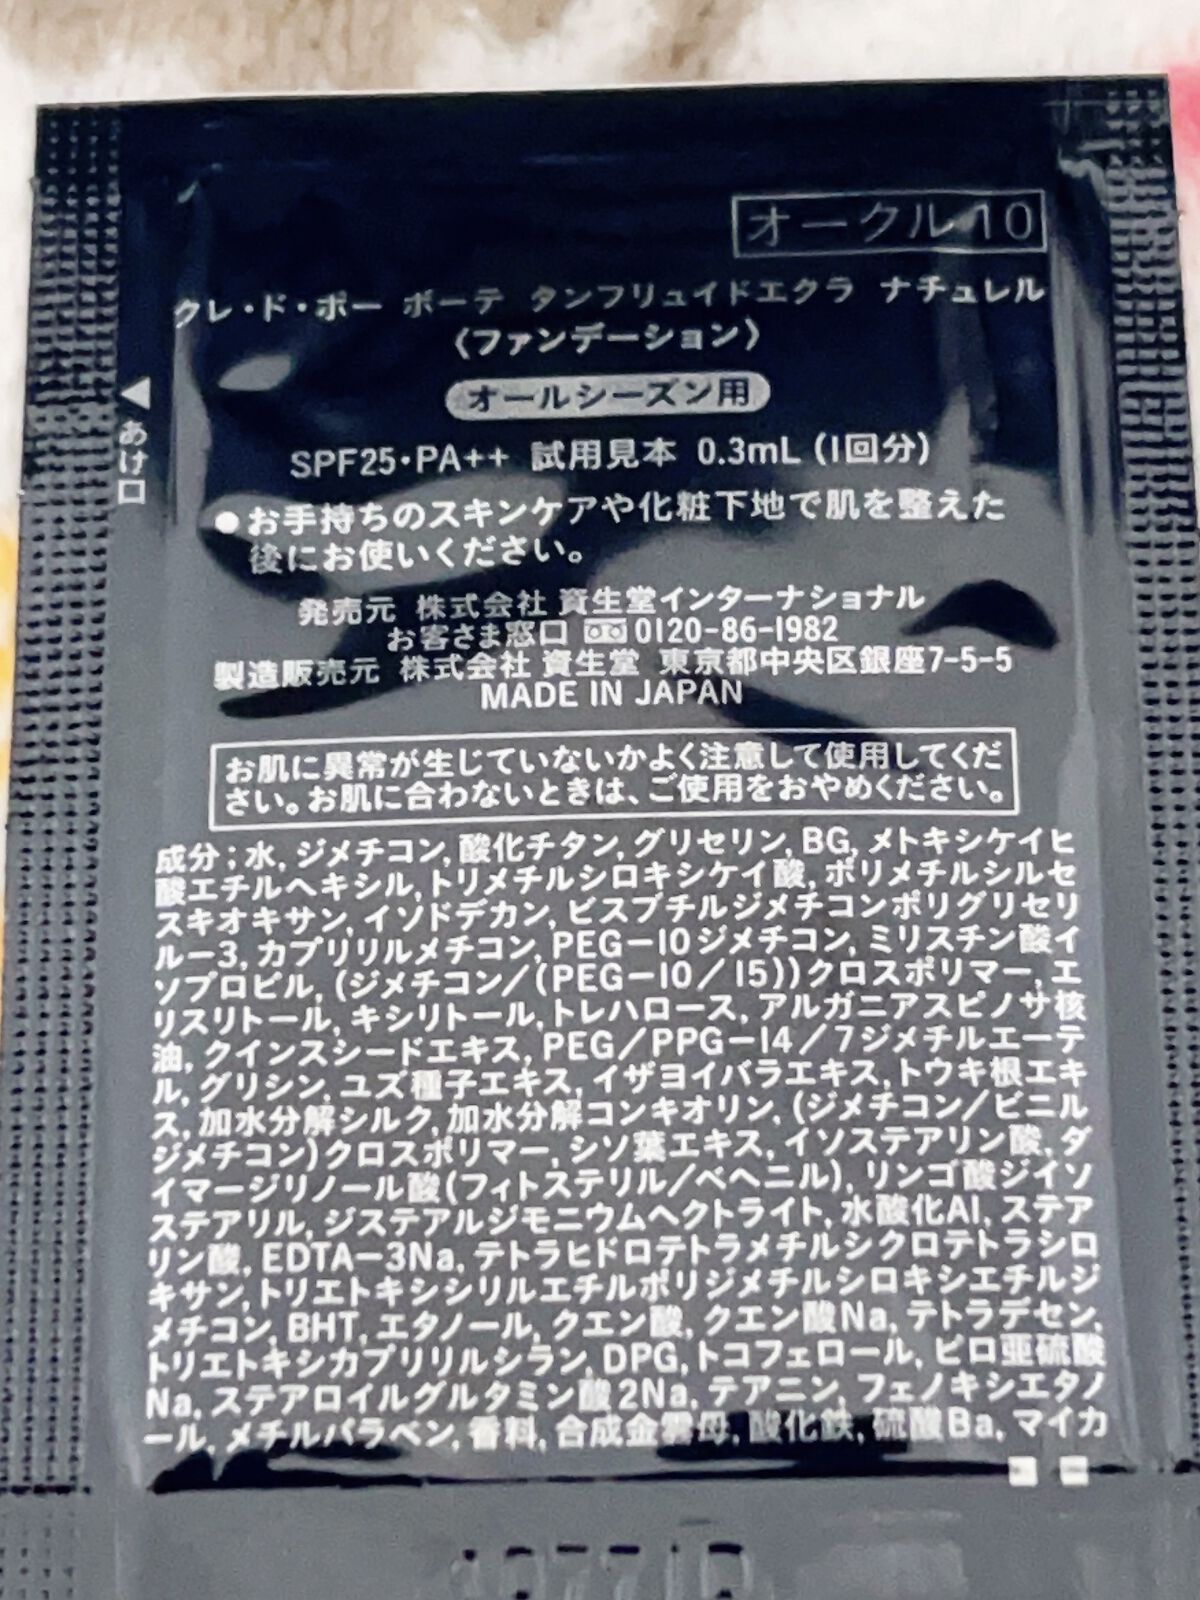 オークル 10
クレ・ド・ポー ボーテ タンフリュイドエクラ ナチュレル
〈ファンデーション〉
オールシーズン用
◀あけ口
SPF25・PA++ 試用見本 0.3mL (1回分)
●お手持ちのスキンケアや化粧下地で肌を整えた
後にお使いください。
発売元 株式会社 資生堂インターナショナル
お客さま窓口 0120-86-1982
製造販売元 株式会社 資生堂 東京都中央区銀座7-5-5
MADE IN JAPAN
お肌に異常が生じていないかよく注意して使用してくだ
さい。お肌に合わないときは、ご使用をおやめください。
成分；水, ジメチコン, 酸化チタン, グリセリン, BG, メトキシケイヒ
酸エチルヘキシル, トリメチルシロキシケイ酸, ポリメチルシルセ
スキオキサン, イソドデカン, ビスブチルジメチコンポリグリセリ
ル－3, カプリリルメチコン, PEG－10ジメチコン, ミリスチン酸イ
ソプロピル, (ジメチコン／(PEG－10／15))クロスポリマー, エ
リスリトール, キシリトール, トレハロース, アルガニアスピノサ核
油, クインスシードエキス, PEG／PPG－14／7ジメチルエーテ
ル, グリシン, ユズ種子エキス, イザヨイバラエキス, トウキ根エキ
ス, 加水分解シルク, 加水分解コンキオリン, (ジメチコン／ビニル
ジメチコン)クロスポリマー, シソ葉エキス, イソステアリン酸, ダ
イマージリノール酸(フィトステリル／ベヘニル), リンゴ酸ジイソ
ステアリル, ジステアルジモニウムヘクトライト, 水酸化Al, ステア
リン酸, EDTA－3Na, テトラヒドロテトラメチルシクロテトラシロ
キサン, トリエトキシシリルエチルポリジメチルシロキシエチルジ
メチコン, BHT, エタノール, クエン酸, クエン酸Na, テトラデセン,
トリエトキシカプリリルシラン, DPG, トコフェロール, ピロ亜硫酸
Na, ステアロイルグルタミン酸2Na, テアニン, フェノキシエタノ
ール, メチルパラベン, 香料, 合成金雲母, 酸化鉄, 硫酸Ba, マイカ